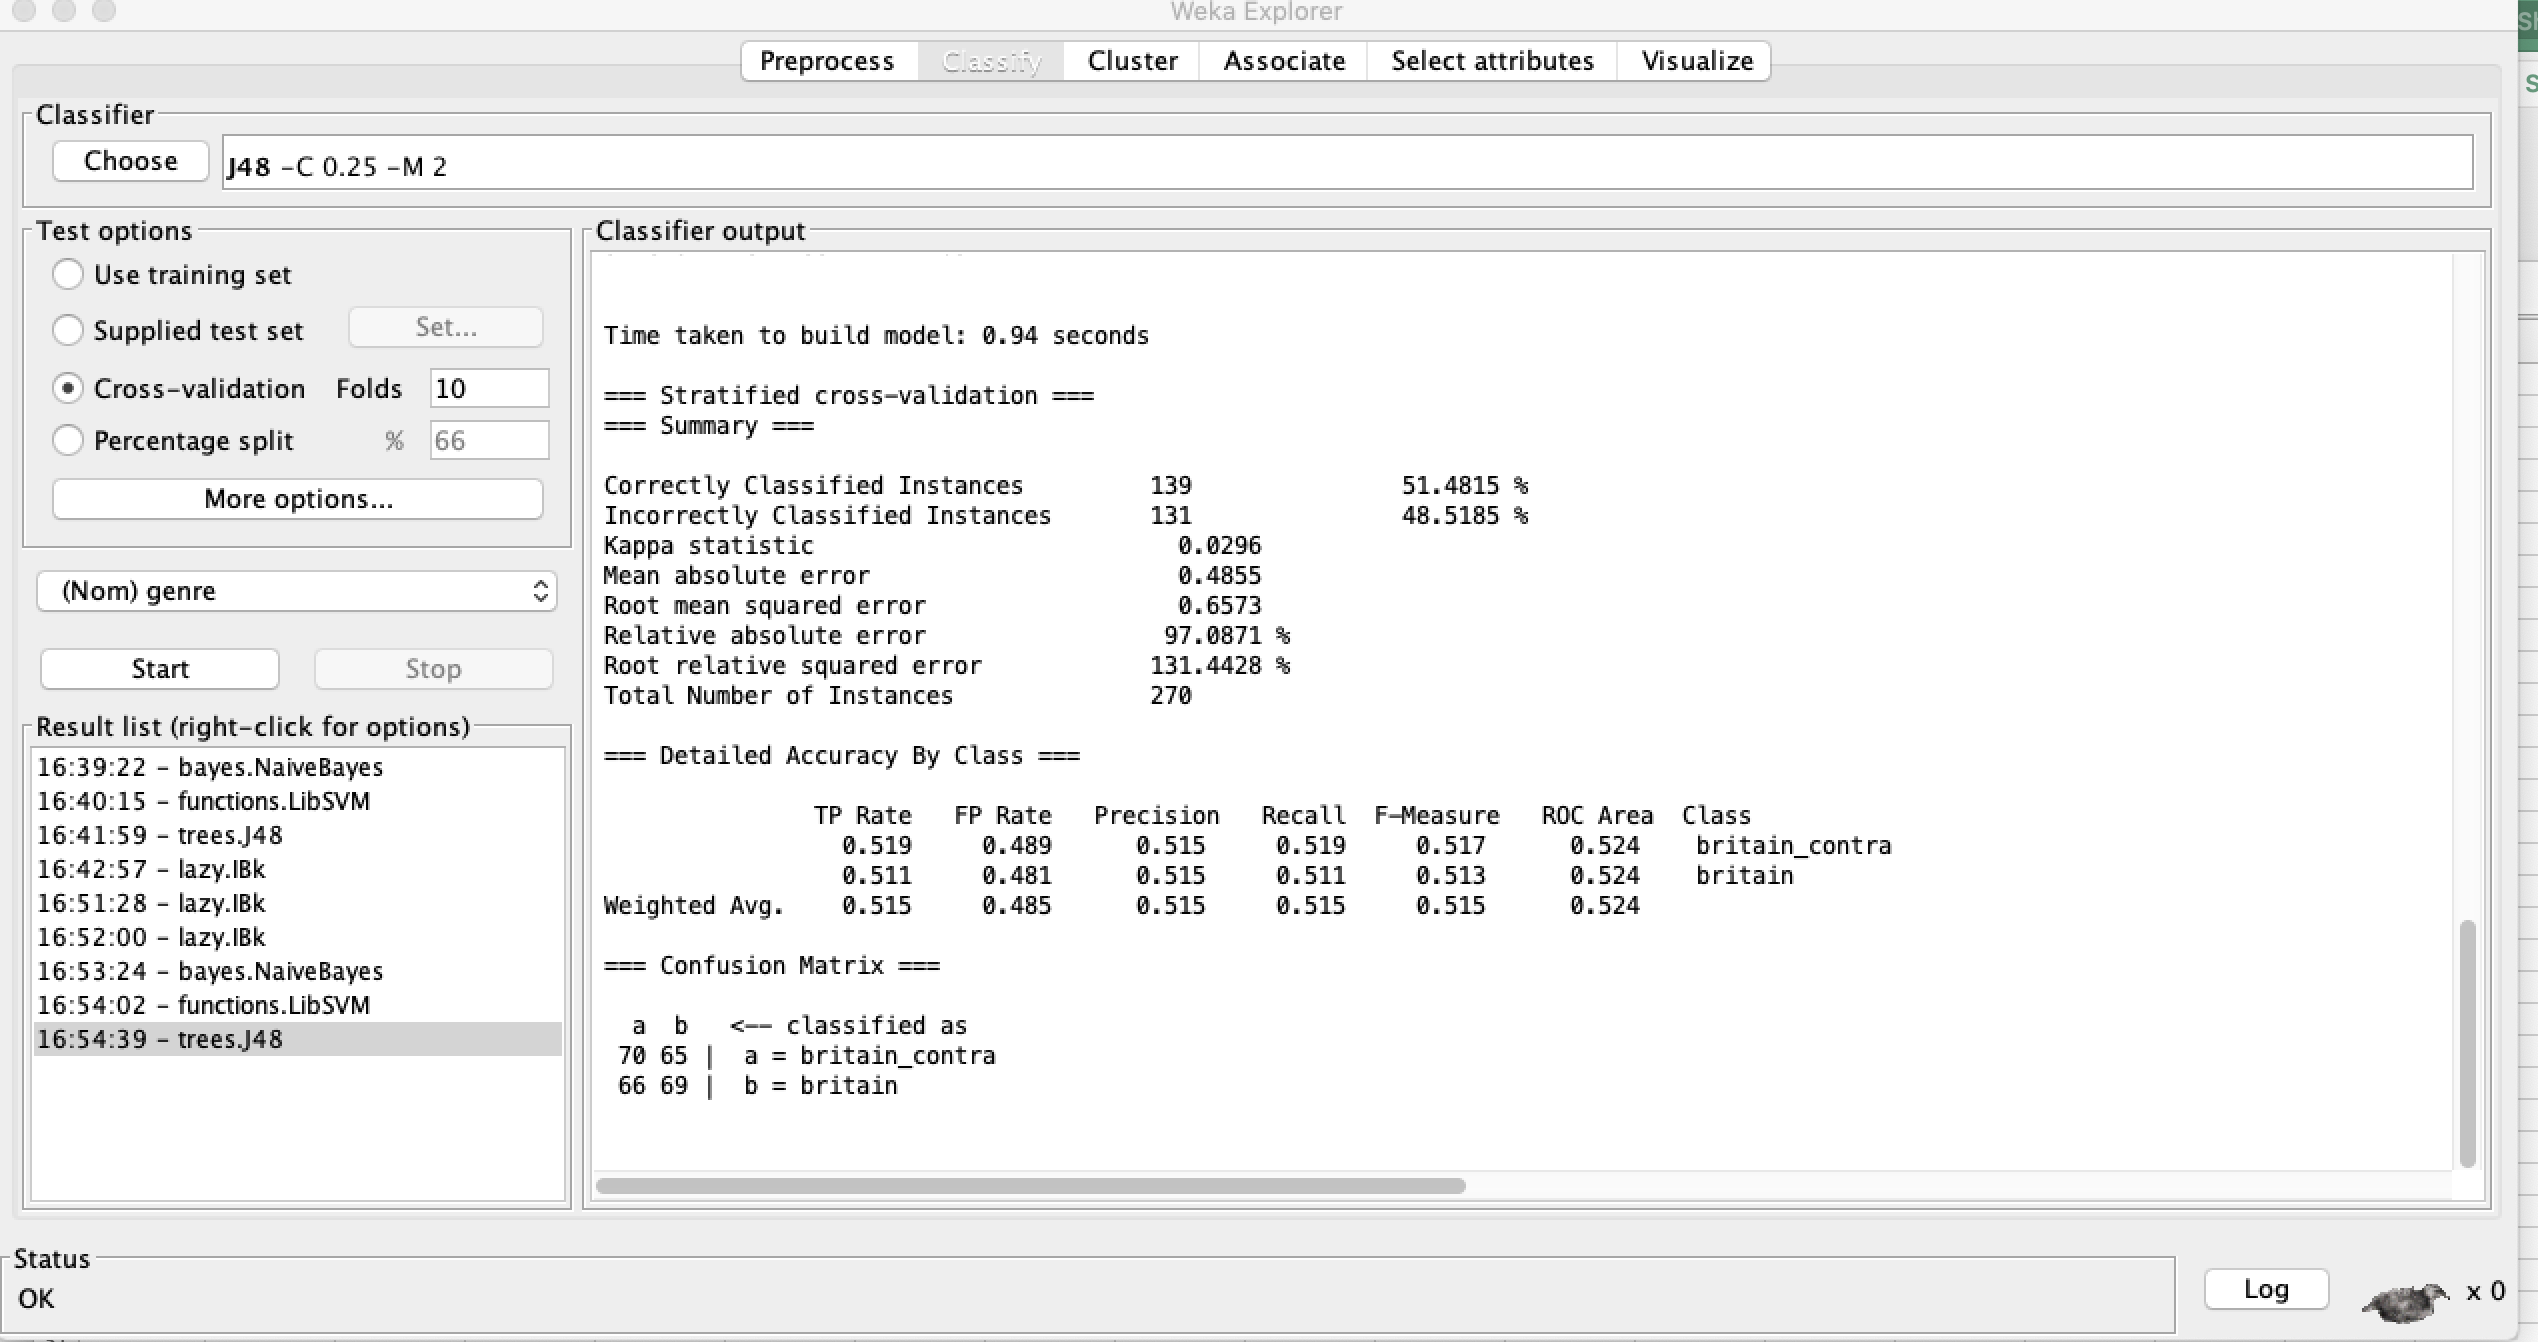 Weka Explorer
Preprocess Classify Cluster Associate Select attributes Visualize
Classifier
Choose J48 -C 0.25 -M 2
Test options
Use training set
Supplied test set Set...
Cross-validation Folds 10
Percentage split % 66
More options...
(Nom) genre
Start Stop
Result list (right-click for options)
16:39:22 - bayes.NaiveBayes
16:40:15 - functions.LibSVM
16:41:59 - trees.J48
16:42:57 - lazy.IBk
16:51:28 - lazy.IBk
16:52:00 - lazy.IBk
16:53:24 - bayes.NaiveBayes
16:54:02 - functions.LibSVM
16:54:39 - trees.J48
Classifier output
Time taken to build model: 0.94 seconds
=== Stratified cross-validation ===
=== Summary ===
Correctly Classified Instances 139 51.4815 %
Incorrectly Classified Instances 131 48.5185 %
Kappa statistic 0.0296
Mean absolute error 0.4855
Root mean squared error 0.6573
Relative absolute error 97.0871 %
Root relative squared error 131.4428 %
Total Number of Instances 270
=== Detailed Accuracy By Class ===
TP Rate FP Rate Precision Recall F-Measure ROC Area Class
0.519 0.489 0.515 0.519 0.517 0.524 britain_contra
0.511 0.481 0.515 0.511 0.513 0.524 britain
Weighted Avg. 0.515 0.485 0.515 0.515 0.515 0.524
=== Confusion Matrix ===
a b <-- classified as
70 65 | a = britain_contra
66 69 | b = britain
Status
OK
Log x 0